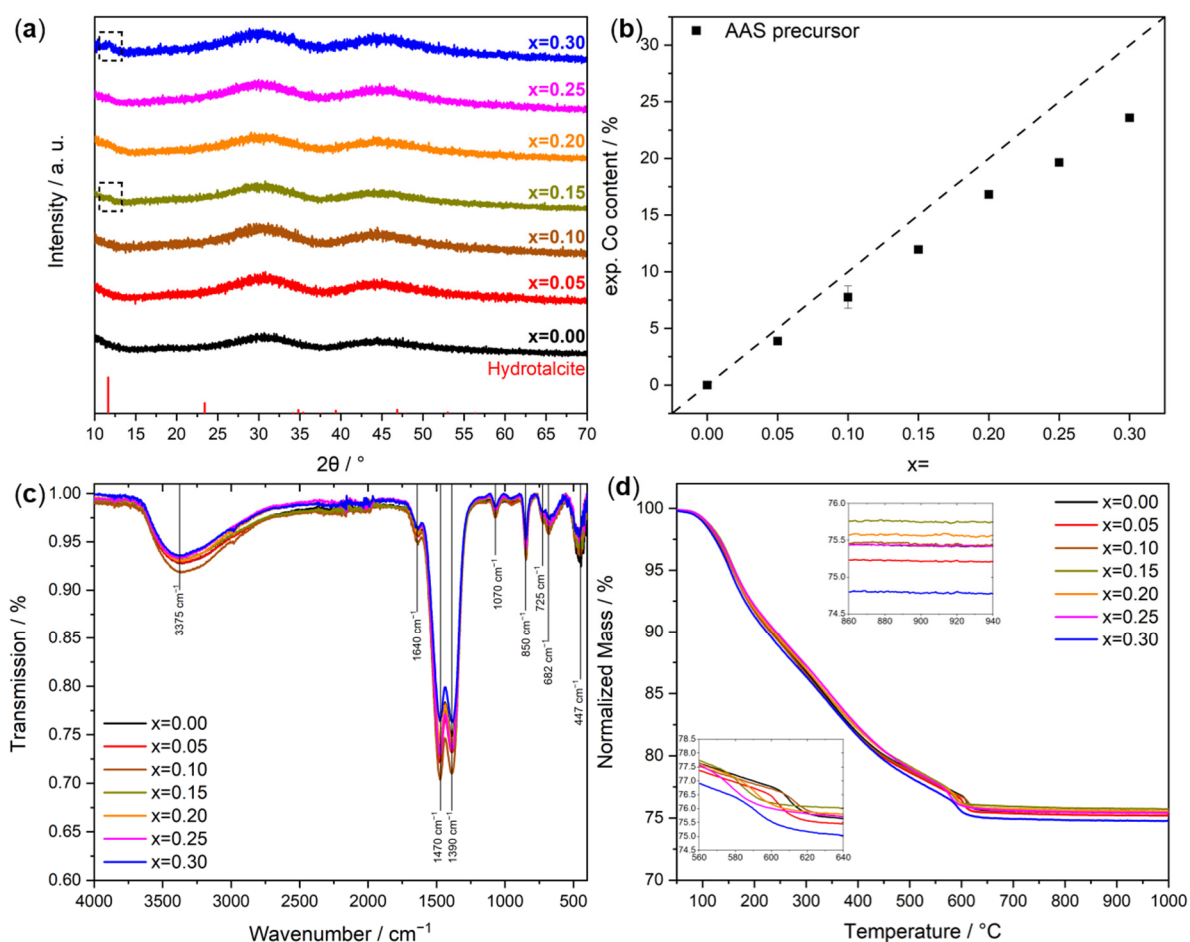 (a)
Intensity / a. u.
x=0.30
x=0.25
x=0.20
x=0.15
x=0.10
x=0.05
x=0.00
Hydrotalcite
10 15 20 25 30 35 40 45 50 55 60 65 70
2θ / °
(b)
AAS precursor
exp. Co content / %
30
25
20
15
10
5
0
0.00 0.05 0.10 0.15 0.20 0.25 0.30
x=
(c)
Transmission / %
1.00
0.95
0.90
0.85
0.80
0.75
0.70
0.65
0.60
3375 cm⁻¹
1640 cm⁻¹
1470 cm⁻¹
1390 cm⁻¹
1070 cm⁻¹
850 cm⁻¹
725 cm⁻¹
682 cm⁻¹
447 cm⁻¹
x=0.00
x=0.05
x=0.10
x=0.15
x=0.20
x=0.25
x=0.30
4000 3500 3000 2500 2000 1500 1000 500
Wavenumber / cm⁻¹
(d)
Normalized Mass / %
100
95
90
85
80
75
70
x=0.00
x=0.05
x=0.10
x=0.15
x=0.20
x=0.25
x=0.30
76.0
75.5
75.0
74.5
860 880 900 920 940
78.5
78.0
77.5
77.0
76.5
76.0
75.5
75.0
74.5
560 580 600 620 640
100 200 300 400 500 600 700 800 900 1000
Temperature / °C